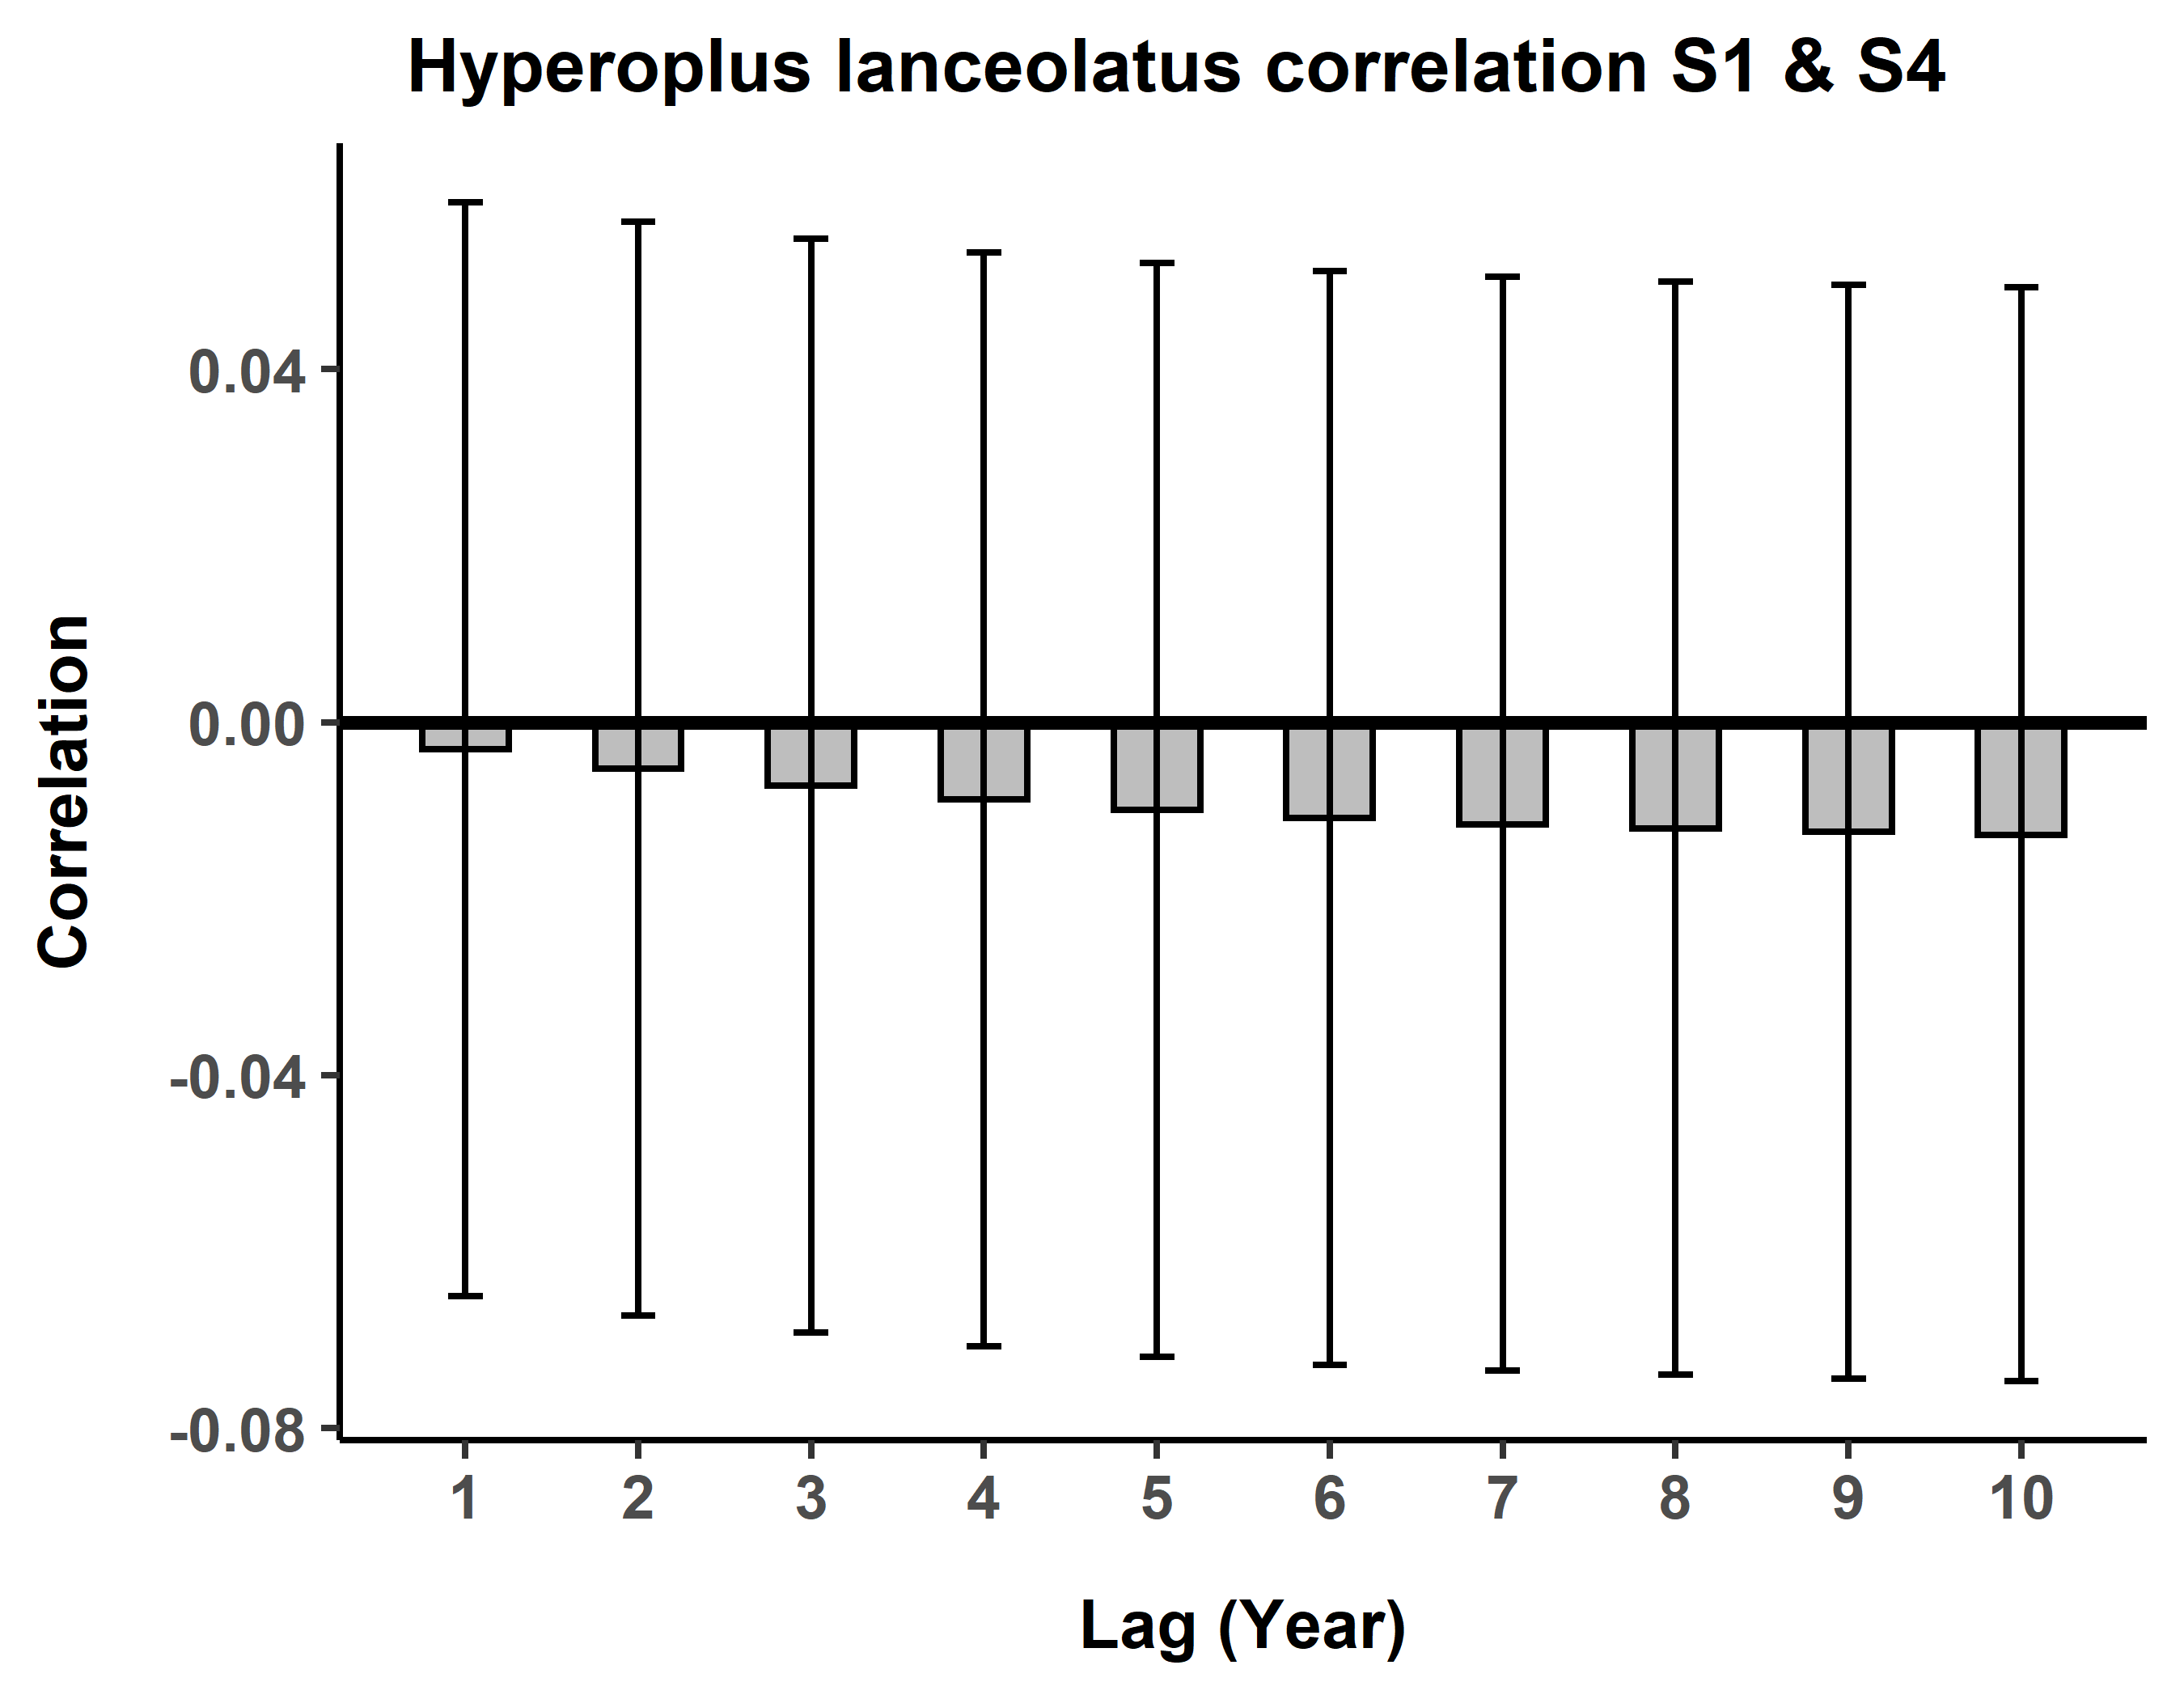 Hyperoplus lanceolatus correlation S1 & S4
Correlation
0.04
0.00
-0.04
-0.08
1 2 3 4 5 6 7 8 9 10
Lag (Year)